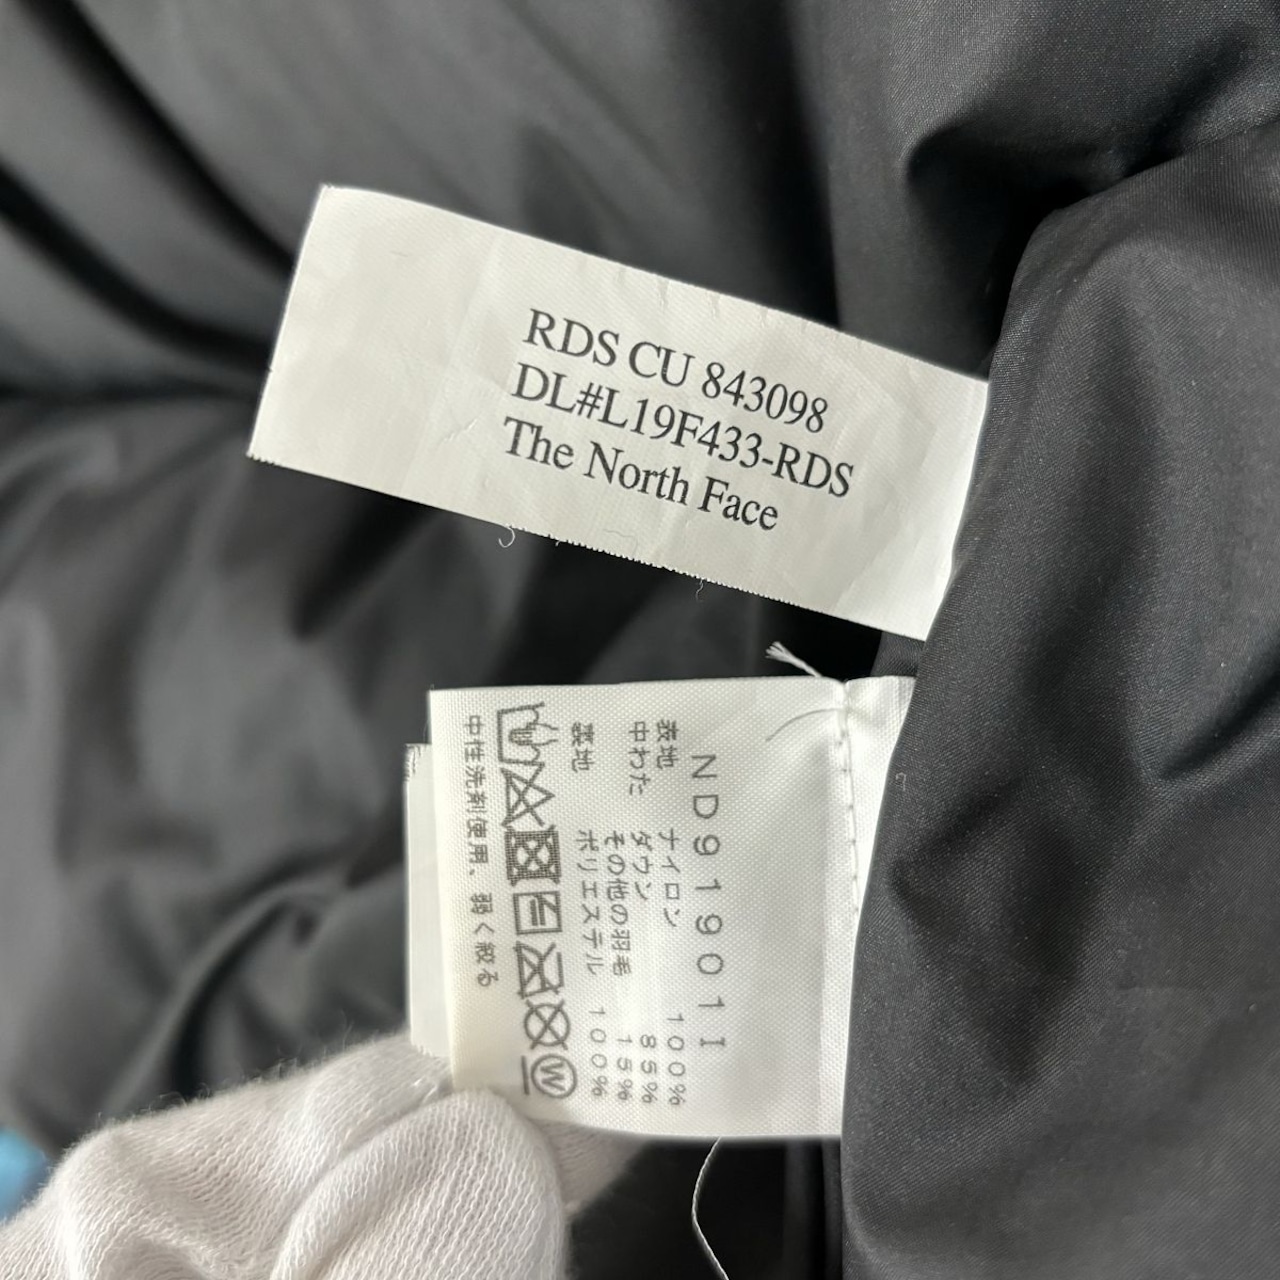 RDS CU 843098
DL#L19F433-RDS
The North Face
ND91901I
表地 ナイロン 100%
中わた ダウン 85%
その他の羽毛 15%
裏地 ポリエステル 100%
W
中性洗剤使用、弱く絞る